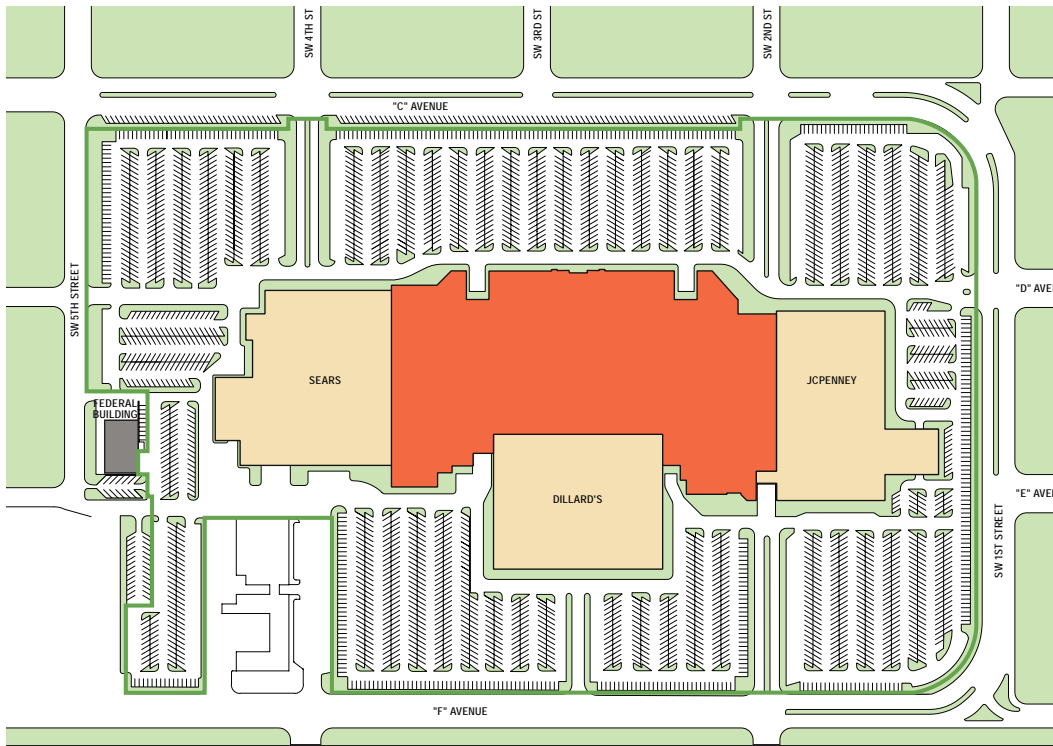 SW 4TH ST
SW 3RD ST
SW 2ND ST
"C" AVENUE
SW 5TH STREET
"D" AVE
SEARS
JCPENNEY
FEDERAL
BUILDING
DILLARD'S
"E" AVE
SW 1ST STREET
"F" AVENUE